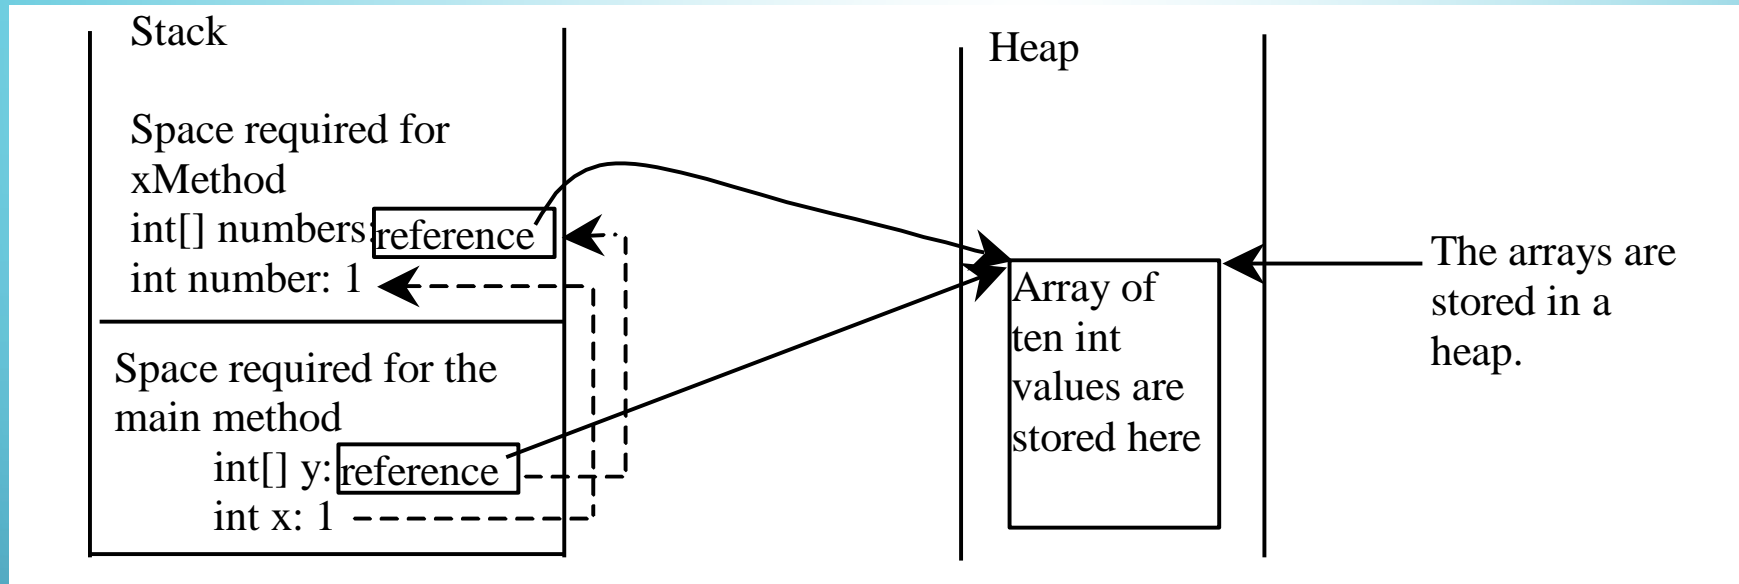 Stack
Space required for
xMethod
int[] numbers: reference
int number: 1
Space required for the
main method
int[] y: reference
int x: 1
Heap
Array of
ten int
values are
stored here
The arrays are
stored in a
heap.